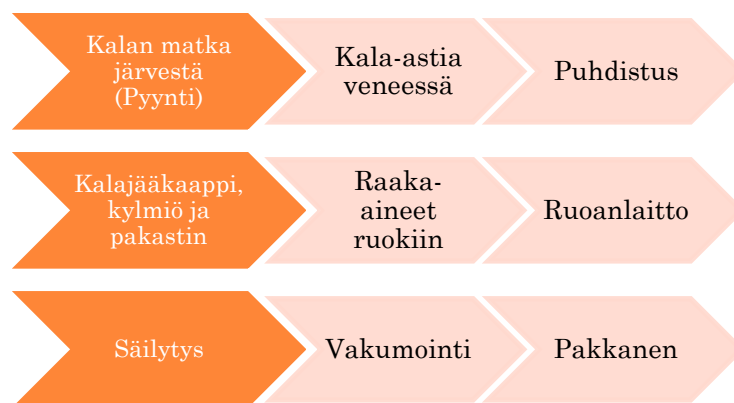 Kalan matka
järvestä
(Pyynti)
Kala-astia
veneessä
Puhdistus
Kalajääkaappi,
kylmiö ja
pakastin
Raaka-
aineet
ruokiin
Ruoanlaitto
Säilytys
Vakumointi
Pakkanen